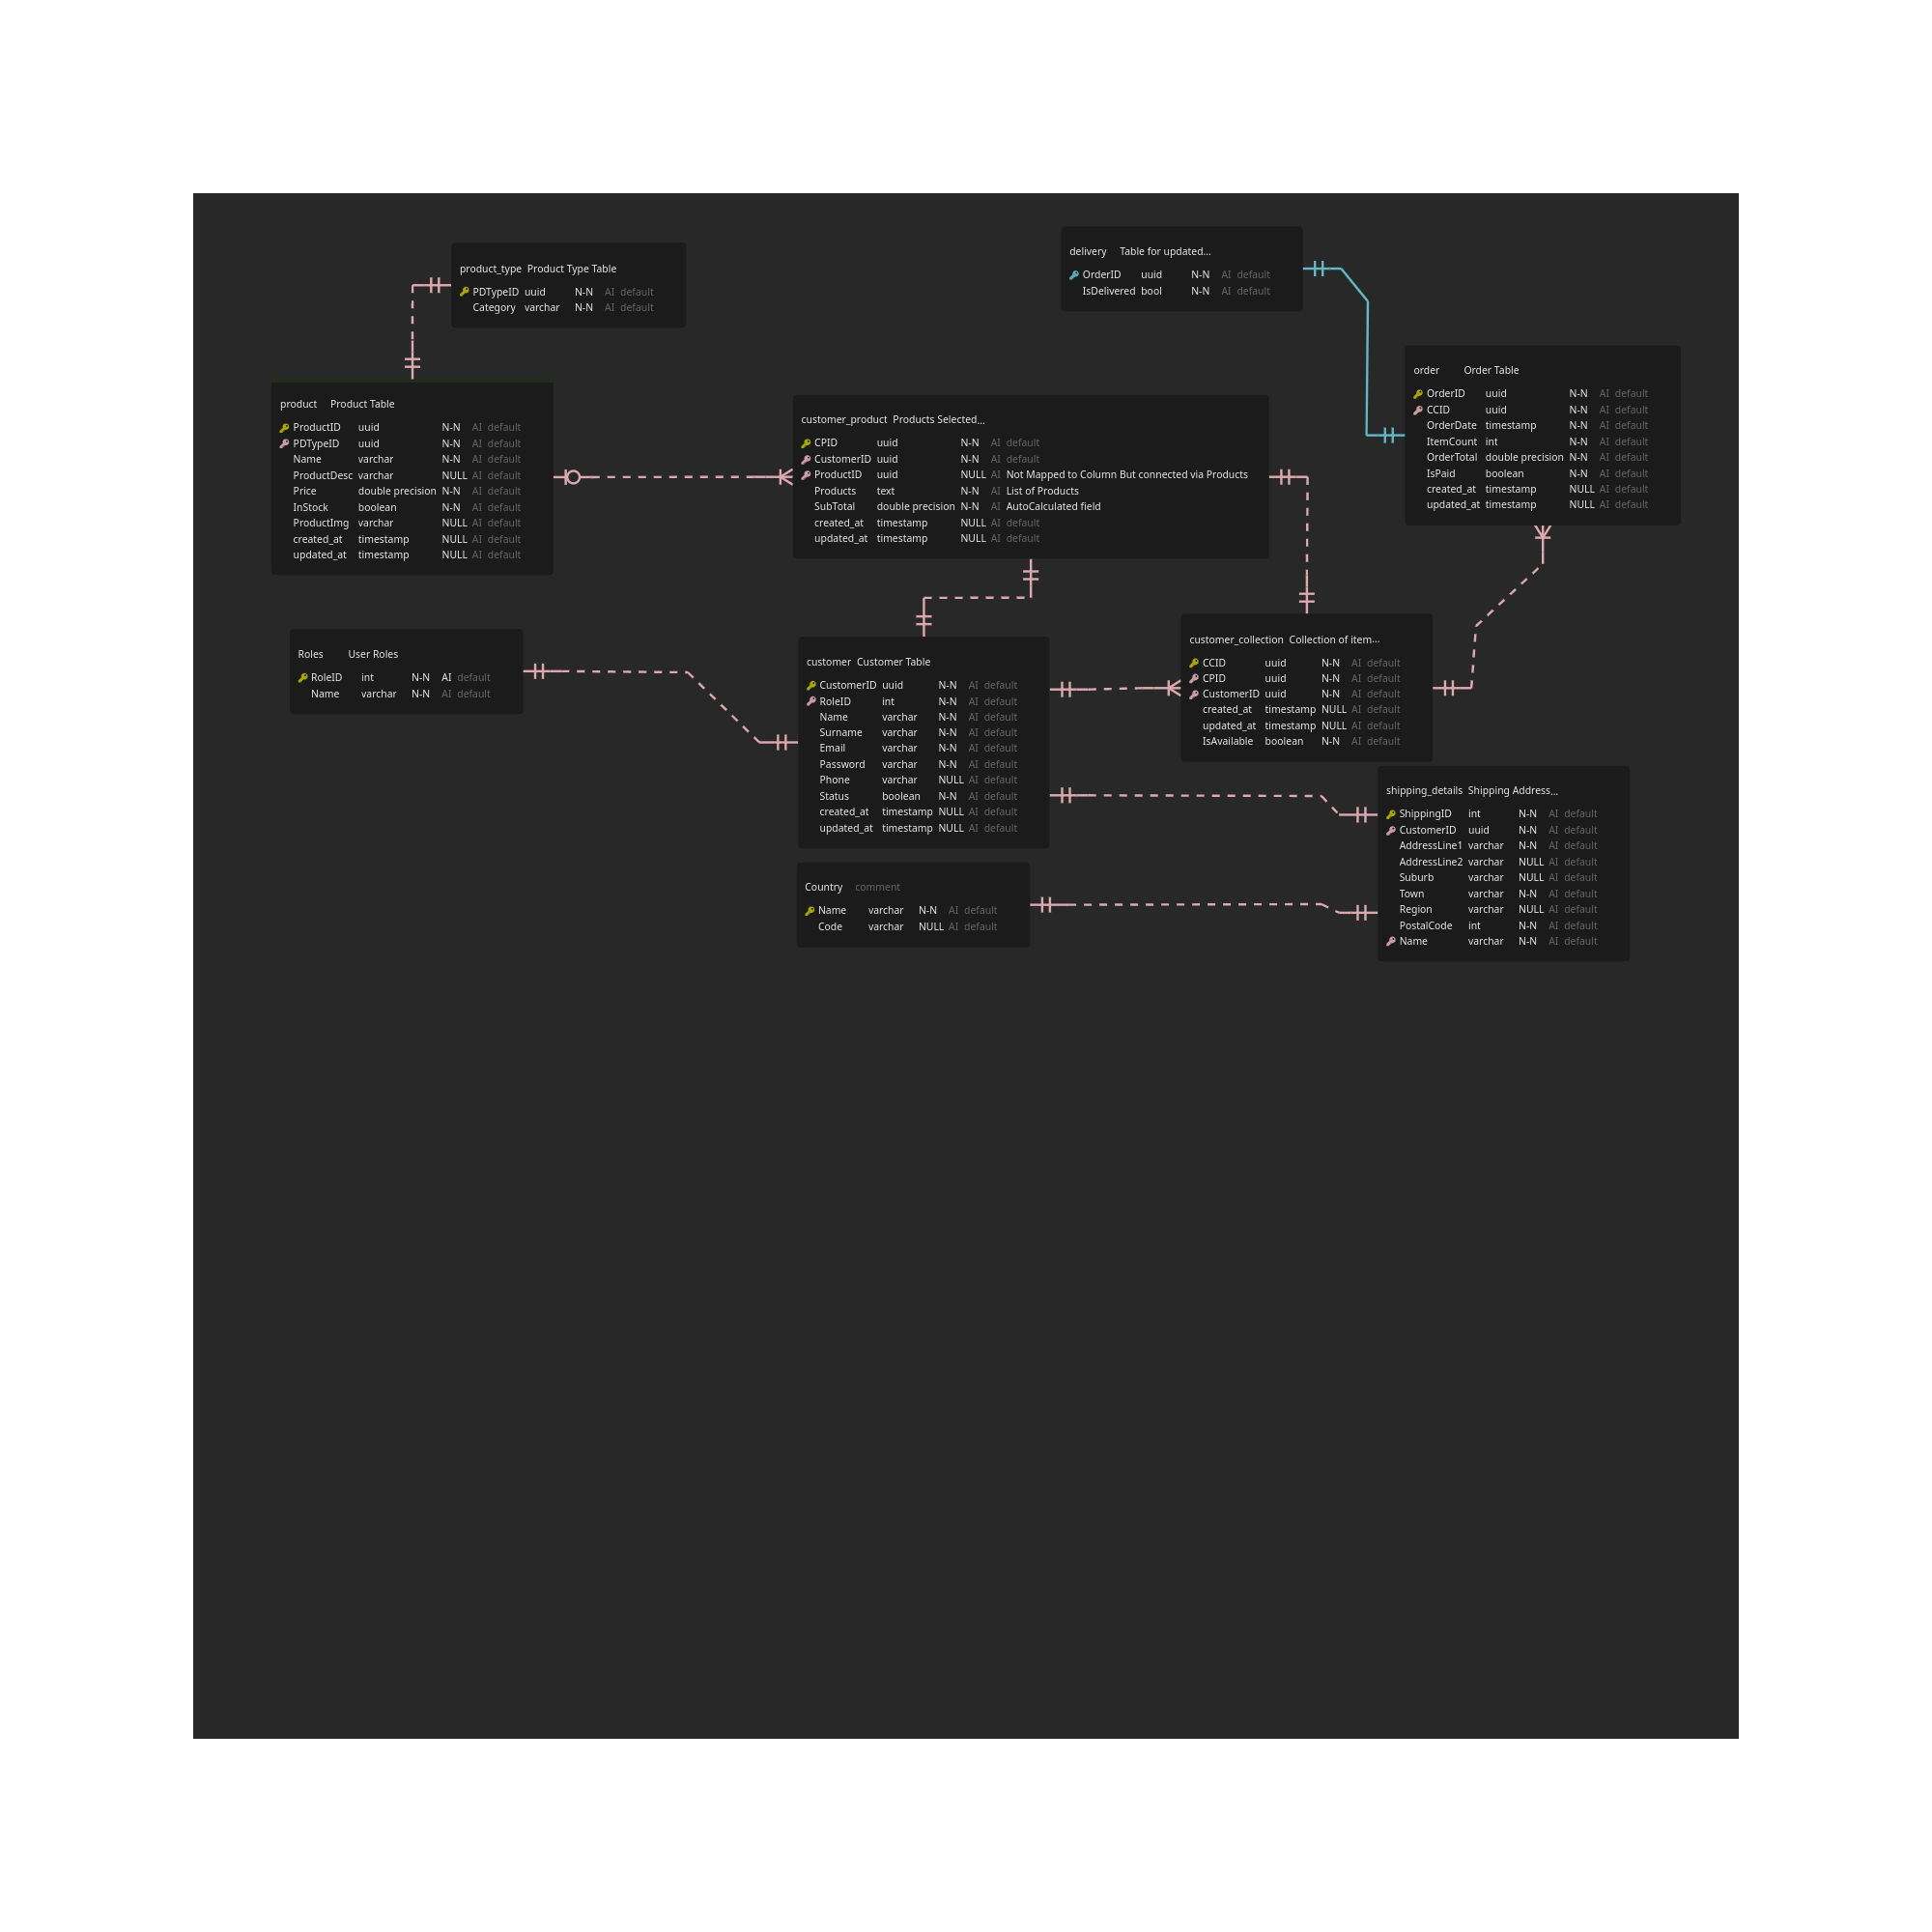 product_type Product Type Table
PDTypeID uuid N-N AI default
Category varchar N-N AI default
delivery Table for updated...
OrderID uuid N-N AI default
IsDelivered bool N-N AI default
order Order Table
OrderID uuid N-N AI default
CCID uuid N-N AI default
OrderDate timestamp N-N AI default
ItemCount int N-N AI default
OrderTotal double precision N-N AI default
IsPaid boolean N-N AI default
created_at timestamp NULL AI default
updated_at timestamp NULL AI default
product Product Table
ProductID uuid N-N AI default
PDTypeID uuid N-N AI default
Name varchar N-N AI default
ProductDesc varchar NULL AI default
Price double precision N-N AI default
InStock boolean N-N AI default
ProductImg varchar NULL AI default
created_at timestamp NULL AI default
updated_at timestamp NULL AI default
customer_product Products Selected...
CPID uuid N-N AI default
CustomerID uuid N-N AI default
ProductID uuid NULL AI Not Mapped to Column But connected via Products
Products text N-N AI List of Products
SubTotal double precision N-N AI AutoCalculated field
created_at timestamp NULL AI default
updated_at timestamp NULL AI default
Roles User Roles
RoleID int N-N AI default
Name varchar N-N AI default
customer Customer Table
CustomerID uuid N-N AI default
RoleID int N-N AI default
Name varchar N-N AI default
Surname varchar N-N AI default
Email varchar N-N AI default
Password varchar N-N AI default
Phone varchar NULL AI default
Status boolean N-N AI default
created_at timestamp NULL AI default
updated_at timestamp NULL AI default
customer_collection Collection of item...
CCID uuid N-N AI default
CPID uuid N-N AI default
CustomerID uuid N-N AI default
created_at timestamp NULL AI default
updated_at timestamp NULL AI default
IsAvailable boolean N-N AI default
shipping_details Shipping Address...
ShippingID int N-N AI default
CustomerID uuid N-N AI default
AddressLine1 varchar N-N AI default
AddressLine2 varchar NULL AI default
Suburb varchar NULL AI default
Town varchar N-N AI default
Region varchar NULL AI default
PostalCode int N-N AI default
Name varchar N-N AI default
Country comment
Name varchar N-N AI default
Code varchar NULL AI default